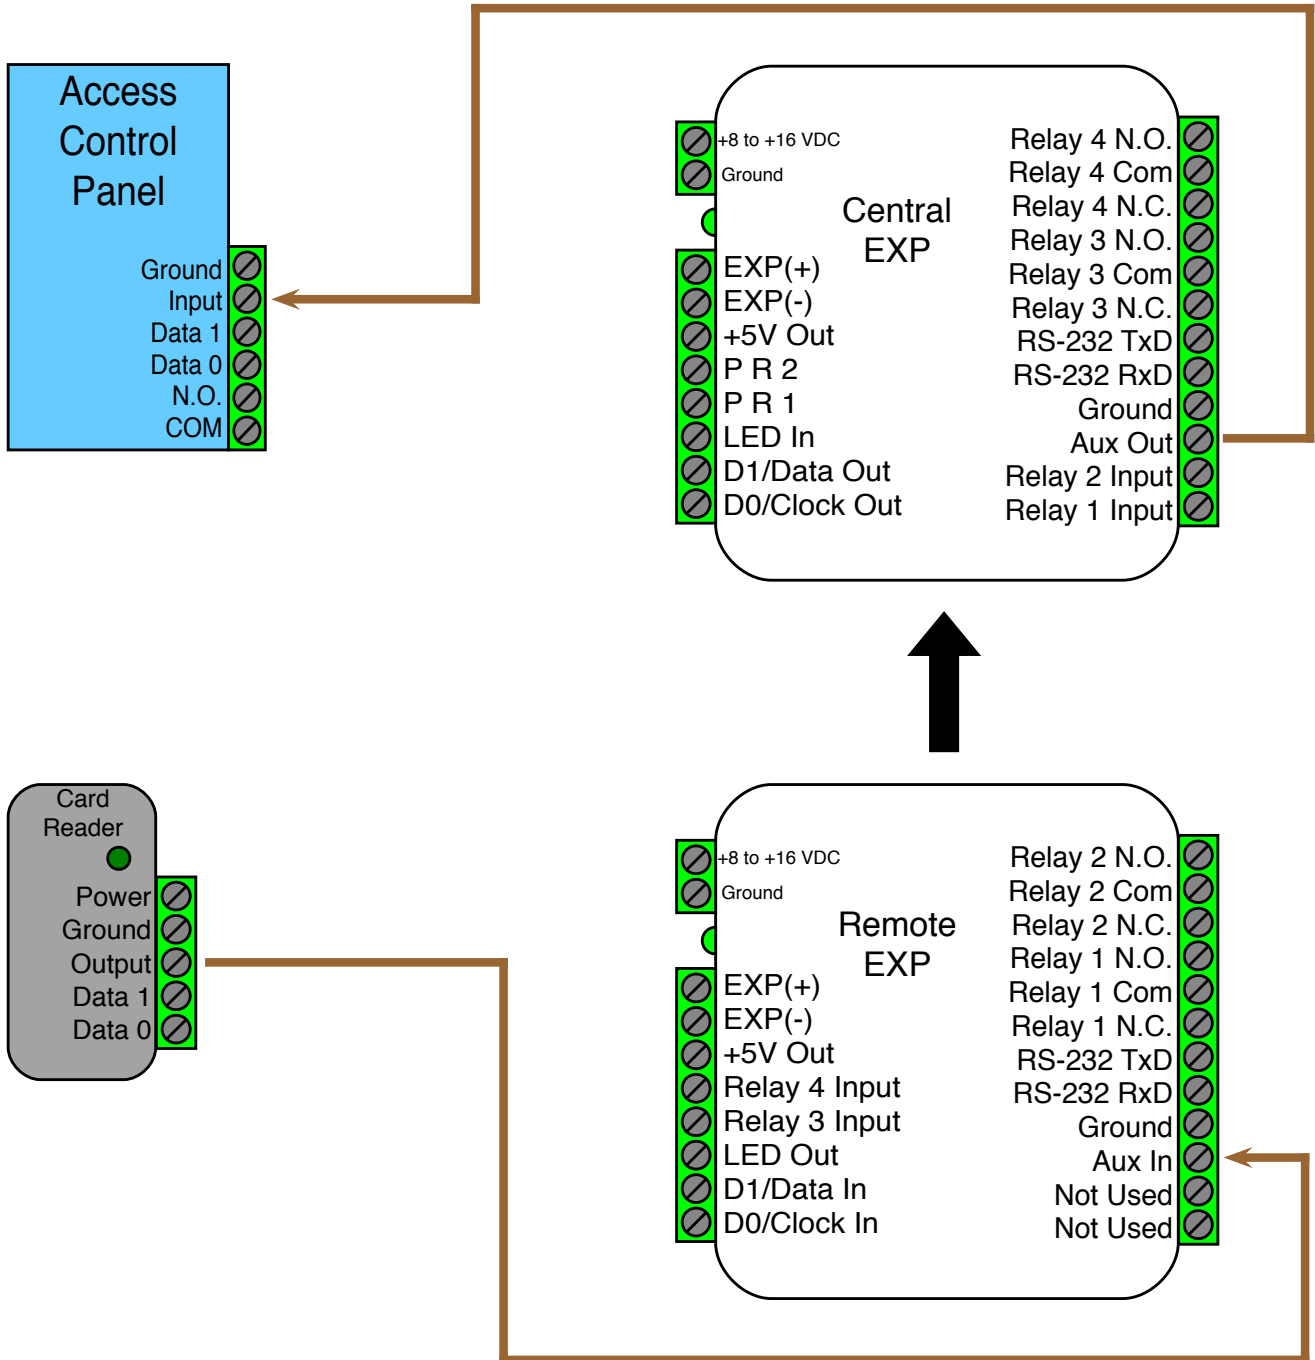 Access
Control
Panel
Ground
Input
Data 1
Data 0
N.O.
COM
+8 to +16 VDC
Ground
Central
EXP
EXP(+)
EXP(-)
+5V Out
P R 2
P R 1
LED In
D1/Data Out
D0/Clock Out
Relay 4 N.O.
Relay 4 Com
Relay 4 N.C.
Relay 3 N.O.
Relay 3 Com
Relay 3 N.C.
RS-232 TxD
RS-232 RxD
Ground
Aux Out
Relay 2 Input
Relay 1 Input
Card
Reader
Power
Ground
Output
Data 1
Data 0
+8 to +16 VDC
Ground
Remote
EXP
EXP(+)
EXP(-)
+5V Out
Relay 4 Input
Relay 3 Input
LED Out
D1/Data In
D0/Clock In
Relay 2 N.O.
Relay 2 Com
Relay 2 N.C.
Relay 1 N.O.
Relay 1 Com
Relay 1 N.C.
RS-232 TxD
RS-232 RxD
Ground
Aux In
Not Used
Not Used